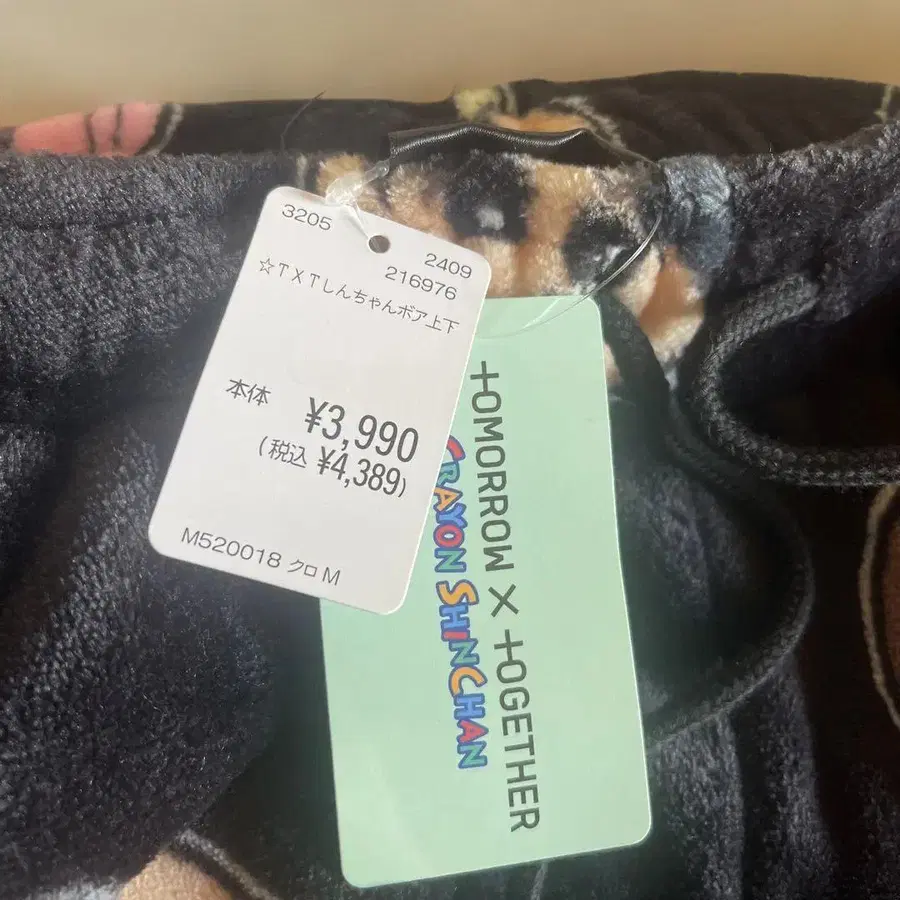 3205
2409
216976
☆TXTしんちゃんボア上下
本体 ¥3,990
(税込 ¥4,389)
M520018 クロM
TOMORROW X TOGETHER
CRAYON SHINCHAN